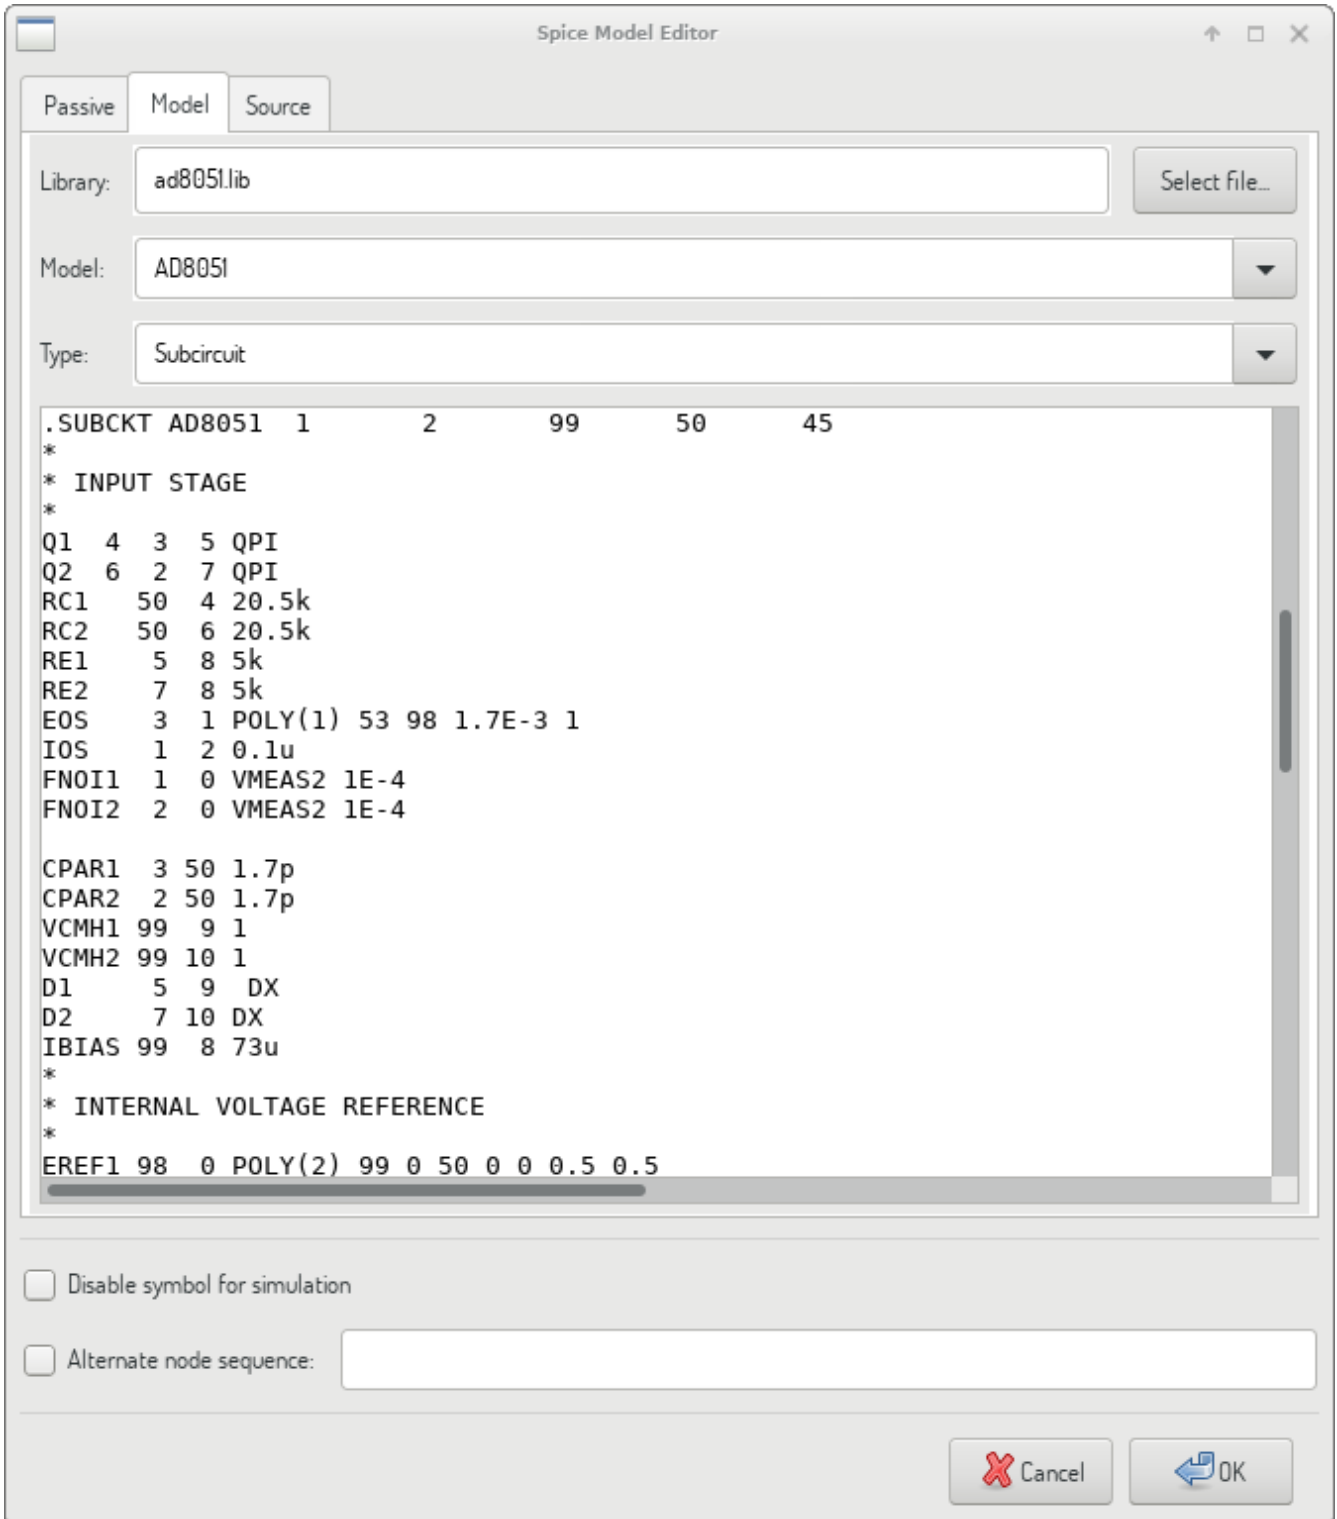 Spice Model Editor
Passive Model Source
Library: ad8051.lib Select file...
Model: AD8051
Type: Subcircuit
.SUBCKT AD8051  1       2       99      50      45
*
* INPUT STAGE
*
Q1  4  3  5 QPI
Q2  6  2  7 QPI
RC1   50  4 20.5k
RC2   50  6 20.5k
RE1    5  8 5k
RE2    7  8 5k
EOS    3  1 POLY(1) 53 98 1.7E-3 1
IOS    1  2 0.1u
FNOI1  1  0 VMEAS2 1E-4
FNOI2  2  0 VMEAS2 1E-4
CPAR1  3 50 1.7p
CPAR2  2 50 1.7p
VCMH1 99  9 1
VCMH2 99 10 1
D1     5  9  DX
D2     7 10 DX
IBIAS 99  8 73u
*
* INTERNAL VOLTAGE REFERENCE
*
EREF1 98  0 POLY(2) 99 0 50 0 0 0.5 0.5
Disable symbol for simulation
Alternate node sequence:
Cancel OK